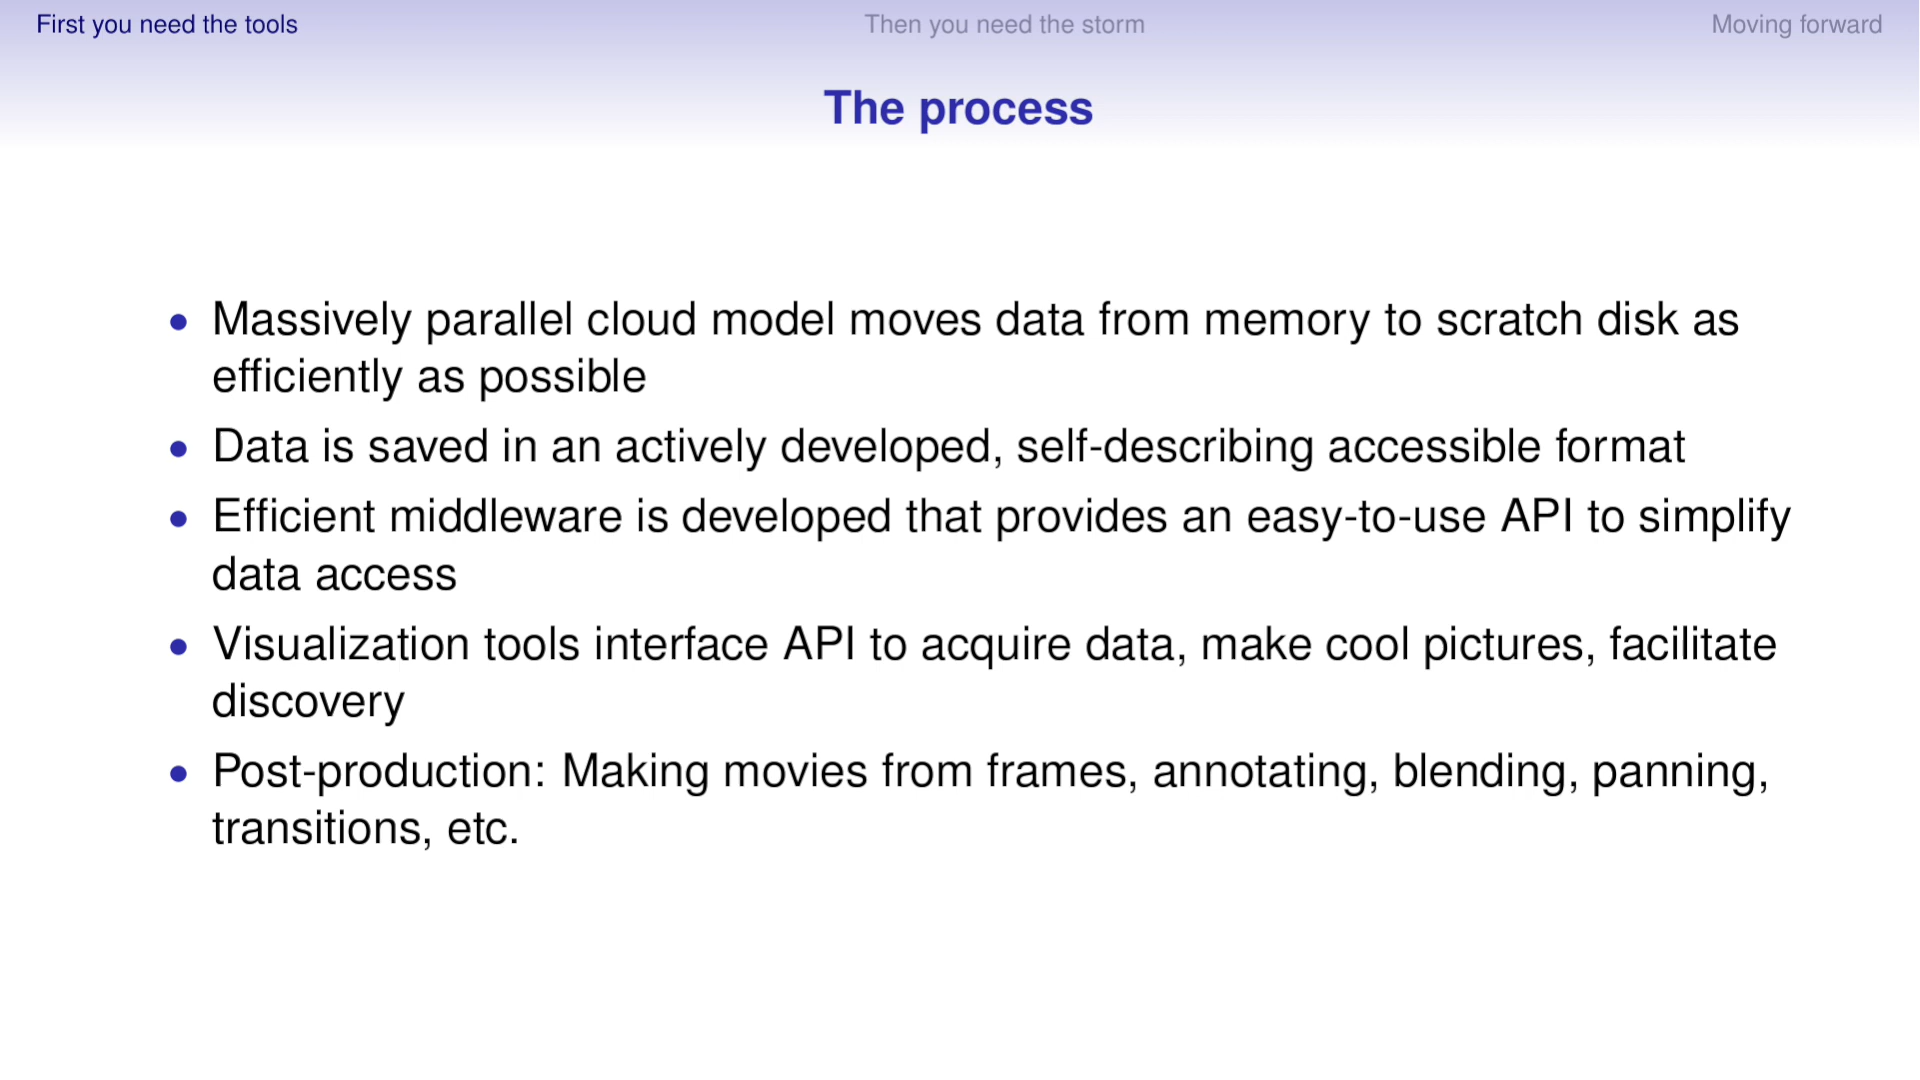 First you need the tools
Then you need the storm
Moving forward
The process
• Massively parallel cloud model moves data from memory to scratch disk as
efficiently as possible
• Data is saved in an actively developed, self-describing accessible format
• Efficient middleware is developed that provides an easy-to-use API to simplify
data access
• Visualization tools interface API to acquire data, make cool pictures, facilitate
discovery
• Post-production: Making movies from frames, annotating, blending, panning,
transitions, etc.